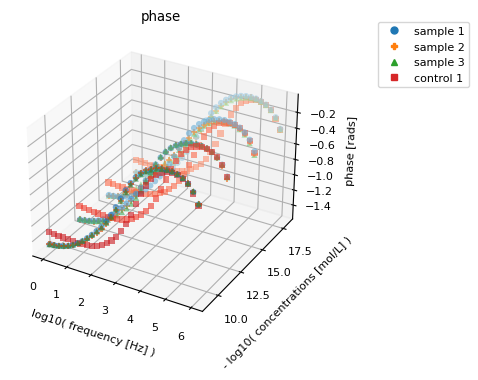 phase
sample 1
sample 2
sample 3
control 1
−0.2
−0.4
−0.6
−0.8
−1.0
−1.2
−1.4
phase [rads]
17.5
15.0
12.5
10.0
- log10( concentrations [mol/L] )
0
1
2
3
4
5
6
log10( frequency [Hz] )